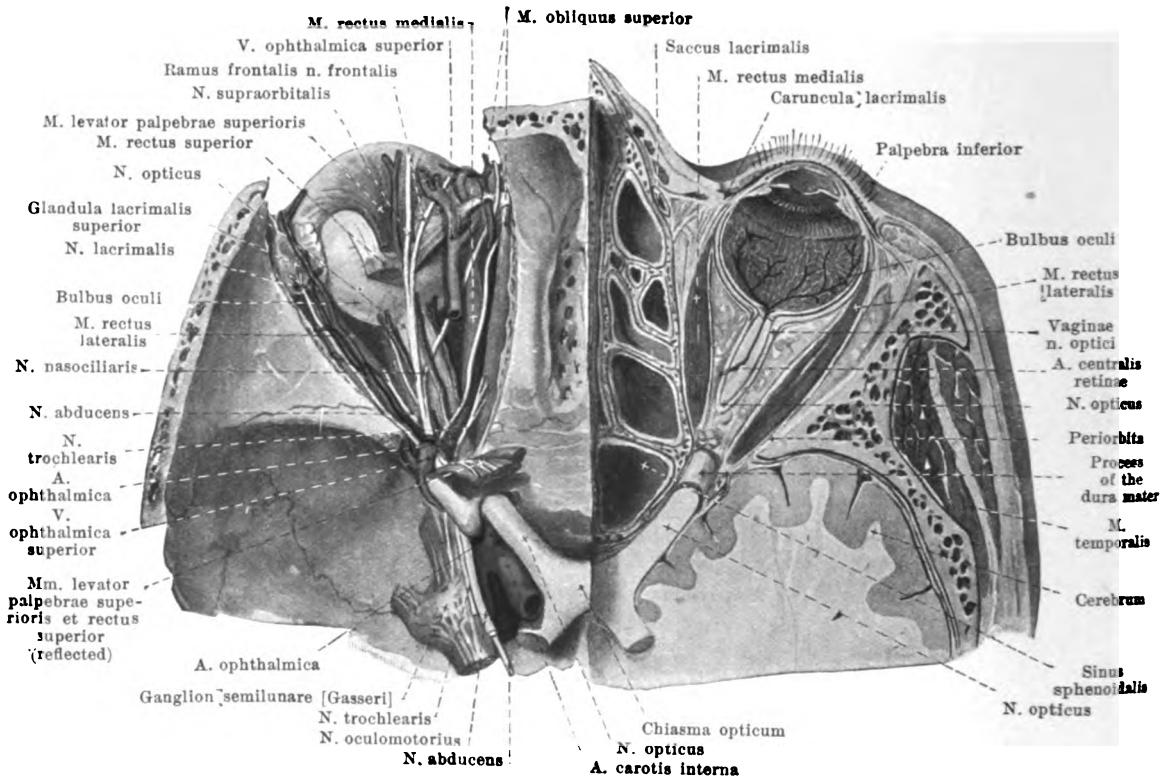 M. rectus medialis
V. ophthalmica superior
Ramus frontalis n. frontalis
N. supraorbitalis
M. levator palpebrae superioris
M. rectus superior
N. opticus
Glandula lacrimalis
superior
N. lacrimalis
Bulbus oculi
M. rectus
lateralis
N. nasociliaris
N. abducens
N.
trochlearis
A.
ophthalmica
V.
ophthalmica
superior
Mm. levator
palpebrae supe-
rioris et rectus
superior
(reflected)
A. ophthalmica
Ganglion semilunare [Gasseri]
N. trochlearis
N. oculomotorius
N. abducens
M. obliquus superior
Saccus lacrimalis
M. rectus medialis
Caruncula lacrimalis
Palpebra inferior
Bulbus oculi
M. rectus
lateralis
Vaginae
n. optici
A. centralis
retinae
N. opticus
Periorbita
Process
of the
dura mater
M.
temporalis
Cerebrum
Sinus
sphenoidalis
N. opticus
Chiasma opticum
N. opticus
A. carotis interna